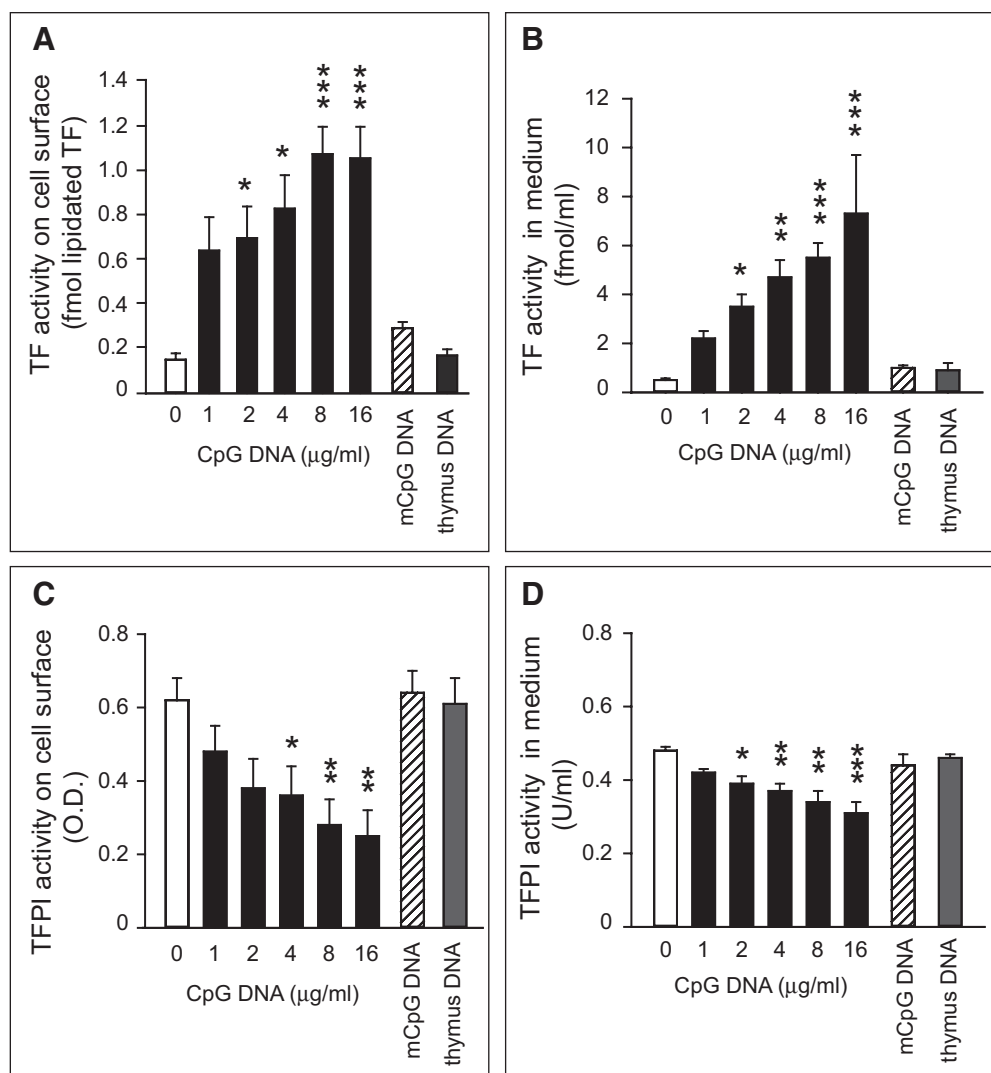 A
TF activity on cell surface
(fmol lipidated TF)
1.4
1.2
1.0
0.8
0.6
0.4
0.2
0
*
*
***
***
0 1 2 4 8 16
CpG DNA (μg/ml)
mCpG DNA
thymus DNA
B
TF activity in medium
(fmol/ml)
12
10
8
6
4
2
0
*
**
***
***
0 1 2 4 8 16
CpG DNA (μg/ml)
mCpG DNA
thymus DNA
C
TFPI activity on cell surface
(O.D.)
0.8
0.6
0.4
0.2
0
*
**
**
0 1 2 4 8 16
CpG DNA (μg/ml)
mCpG DNA
thymus DNA
D
TFPI activity in medium
(U/ml)
0.8
0.6
0.4
0.2
0
*
**
**
***
0 1 2 4 8 16
CpG DNA (μg/ml)
mCpG DNA
thymus DNA